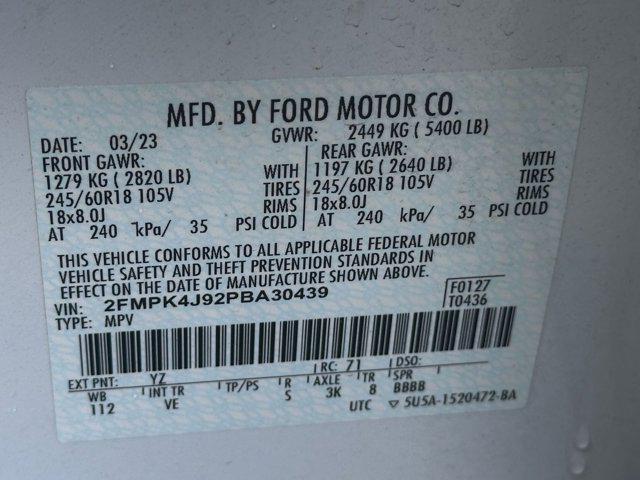 MFD. BY FORD MOTOR CO.
DATE: 03/23 GVWR: 2449 KG ( 5400 LB)
FRONT GAWR: REAR GAWR:
1279 KG ( 2820 LB) WITH 1197 KG ( 2640 LB) WITH
245/60R18 105V TIRES 245/60R18 105V TIRES
18x8.0J RIMS 18x8.0J RIMS
AT 240 kPa/ 35 PSI COLD AT 240 kPa/ 35 PSI COLD
THIS VEHICLE CONFORMS TO ALL APPLICABLE FEDERAL MOTOR
VEHICLE SAFETY AND THEFT PREVENTION STANDARDS IN
EFFECT ON THE DATE OF MANUFACTURE SHOWN ABOVE.
VIN: 2FMPK4J92PBA30439 F0127
TYPE: MPV T0436
EXT PNT: YZ RC: 71 DSO:
WB INT TR TP/PS R AXLE TR SPR
112 VE S 3K 8 BBBB
UTC ▽ 5U5A-1520472-BA